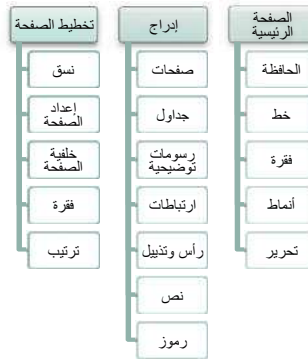 الصفحة
الرئيسية
الحافظة
خط
فقرة
أنماط
تحرير
إدراج
صفحات
جداول
رسومات
توضيحية
ارتباطات
رأس وتذييل
نص
رموز
تخطيط الصفحة
نسق
إعداد
الصفحة
خلفية
الصفحة
فقرة
ترتيب